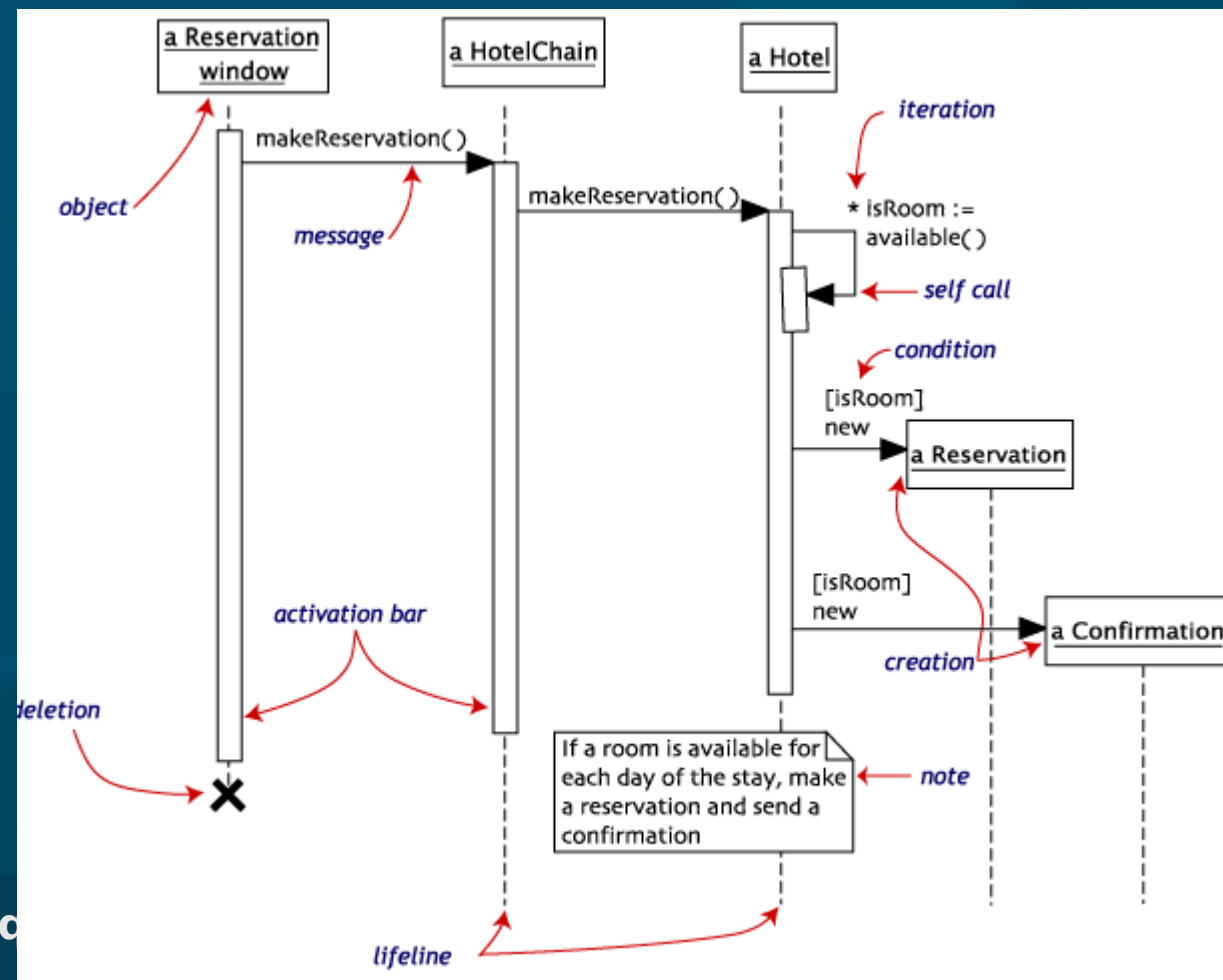 a Reservation
window
a HotelChain
a Hotel
iteration
makeReservation( )
object
message
makeReservation( )
* isRoom :=
available( )
self call
condition
[isRoom]
new
a Reservation
[isRoom]
new
a Confirmation
creation
activation bar
deletion
If a room is available for
each day of the stay, make
a reservation and send a
confirmation
note
lifeline